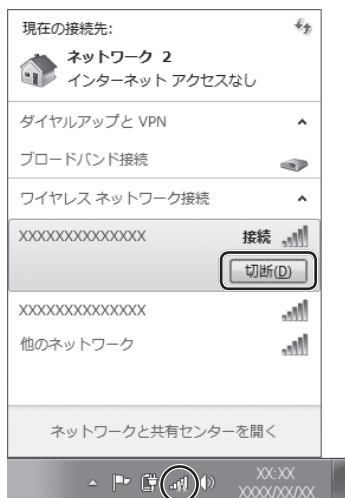 現在の接続先:
ネットワーク 2
インターネット アクセスなし
ダイヤルアップと VPN
ブロードバンド接続
ワイヤレス ネットワーク接続
XXXXXXXXXXXXXX 接続
切断(D)
XXXXXXXXXXXXXX
他のネットワーク
ネットワークと共有センターを開く
XX:XX
XXXX/XX/XX